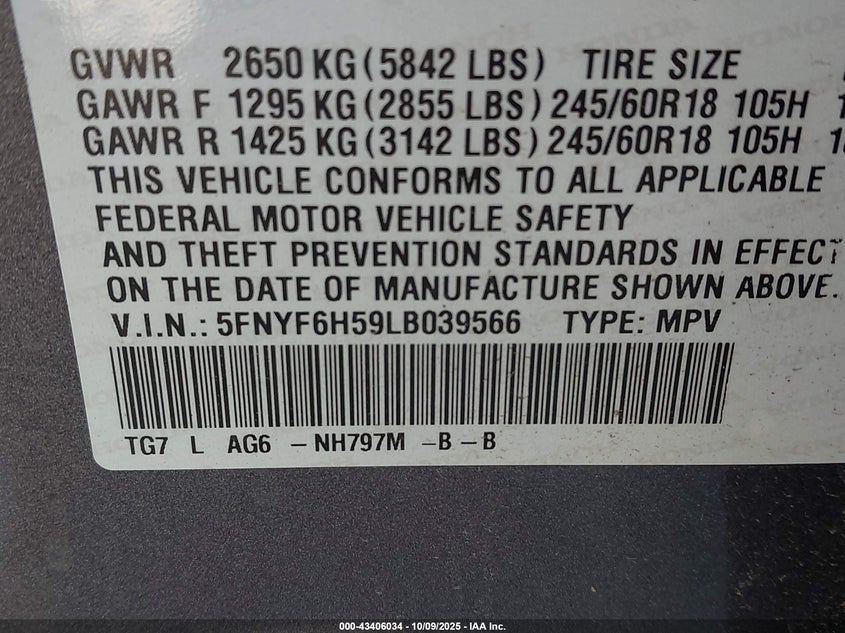 GVWR 2650 KG (5842 LBS) TIRE SIZE
GAWR F 1295 KG (2855 LBS) 245/60R18 105H
GAWR R 1425 KG (3142 LBS) 245/60R18 105H
THIS VEHICLE CONFORMS TO ALL APPLICABLE
FEDERAL MOTOR VEHICLE SAFETY
AND THEFT PREVENTION STANDARDS IN EFFECT
ON THE DATE OF MANUFACTURE SHOWN ABOVE.
V.I.N.: 5FNYF6H59LB039566 TYPE: MPV
TG7 L AG6 -NH797M -B-B
000-43406034 - 10/09/2025 - IAA Inc.